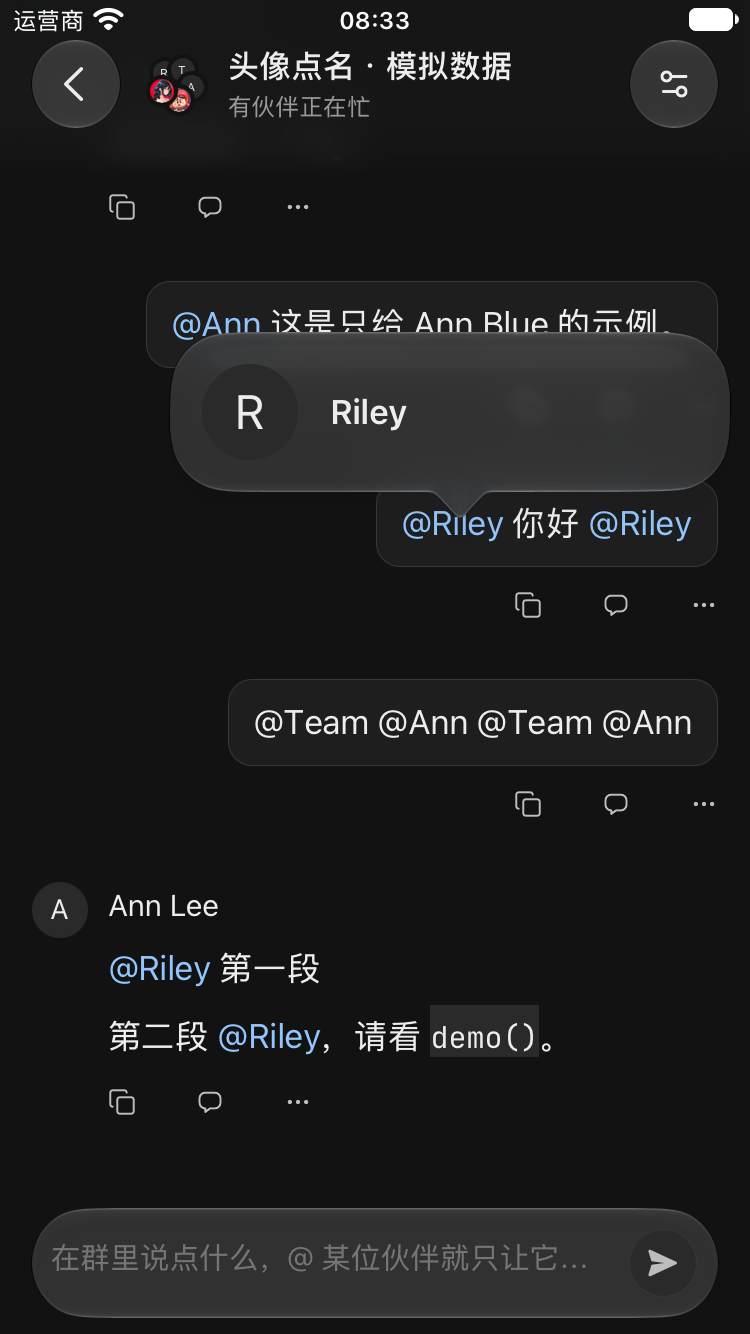 运营商
08:33
R T
A
头像点名 · 模拟数据
有伙伴正在忙
@Ann 这是只给 Ann Blue 的示例。
R
Riley
@Riley 你好 @Riley
@Team @Ann @Team @Ann
A
Ann Lee
@Riley 第一段
第二段 @Riley，请看 demo()。
在群里说点什么，@ 某位伙伴就只让它...